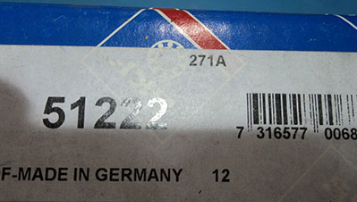 271A
51222
7 316577 0068
F-MADE IN GERMANY 12